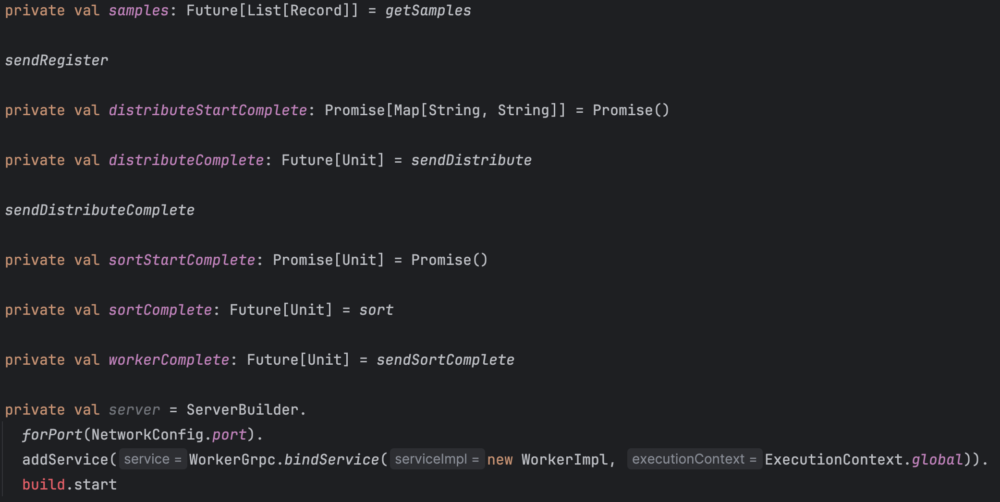 private val samples: Future[List[Record]] = getSamples
sendRegister
private val distributeStartComplete: Promise[Map[String, String]] = Promise()
private val distributeComplete: Future[Unit] = sendDistribute
sendDistributeComplete
private val sortStartComplete: Promise[Unit] = Promise()
private val sortComplete: Future[Unit] = sort
private val workerComplete: Future[Unit] = sendSortComplete
private val server = ServerBuilder.
forPort(NetworkConfig.port).
addService( service = WorkerGrpc.bindService( serviceImpl = new WorkerImpl, executionContext = ExecutionContext.global)).
build.start